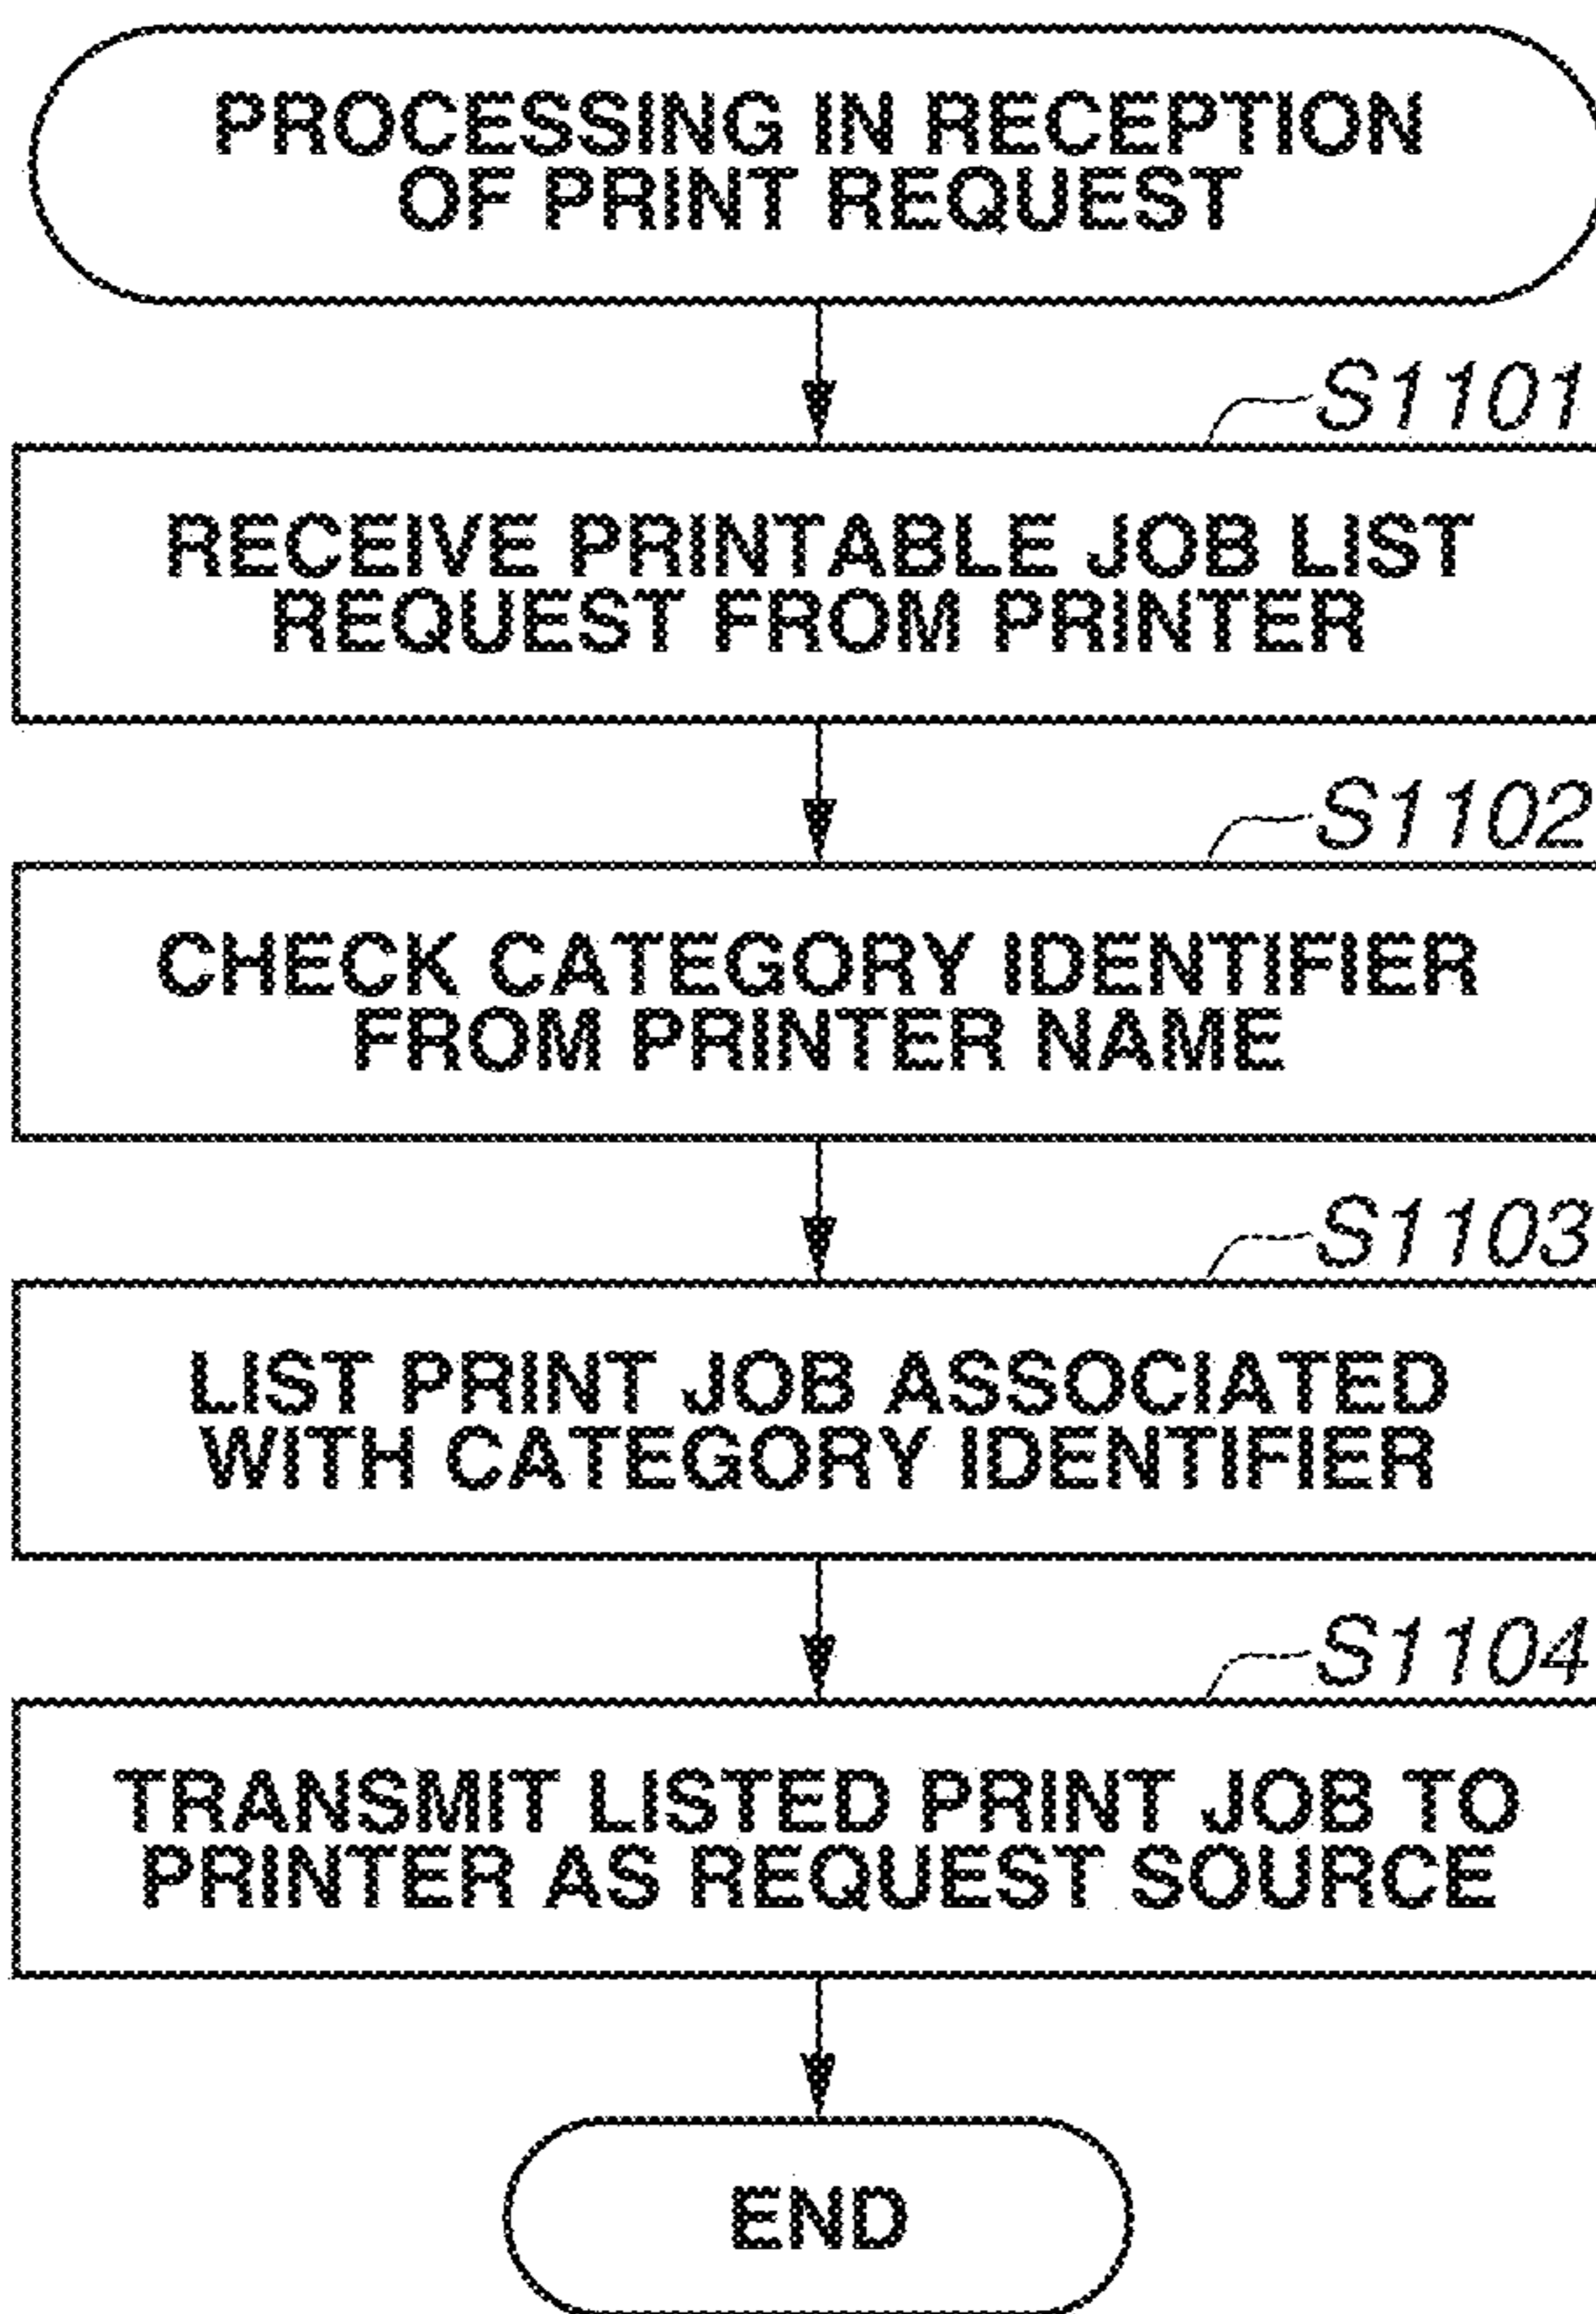 PROCESSING IN RECEPTION
OF PRINT REQUEST
S1101
RECEIVE PRINTABLE JOB LIST
REQUEST FROM PRINTER
S1102
CHECK CATEGORY IDENTIFIER
FROM PRINTER NAME
S1103
LIST PRINT JOB ASSOCIATED
WITH CATEGORY IDENTIFIER
S1104
TRANSMIT LISTED PRINT JOB TO
PRINTER AS REQUEST SOURCE
END